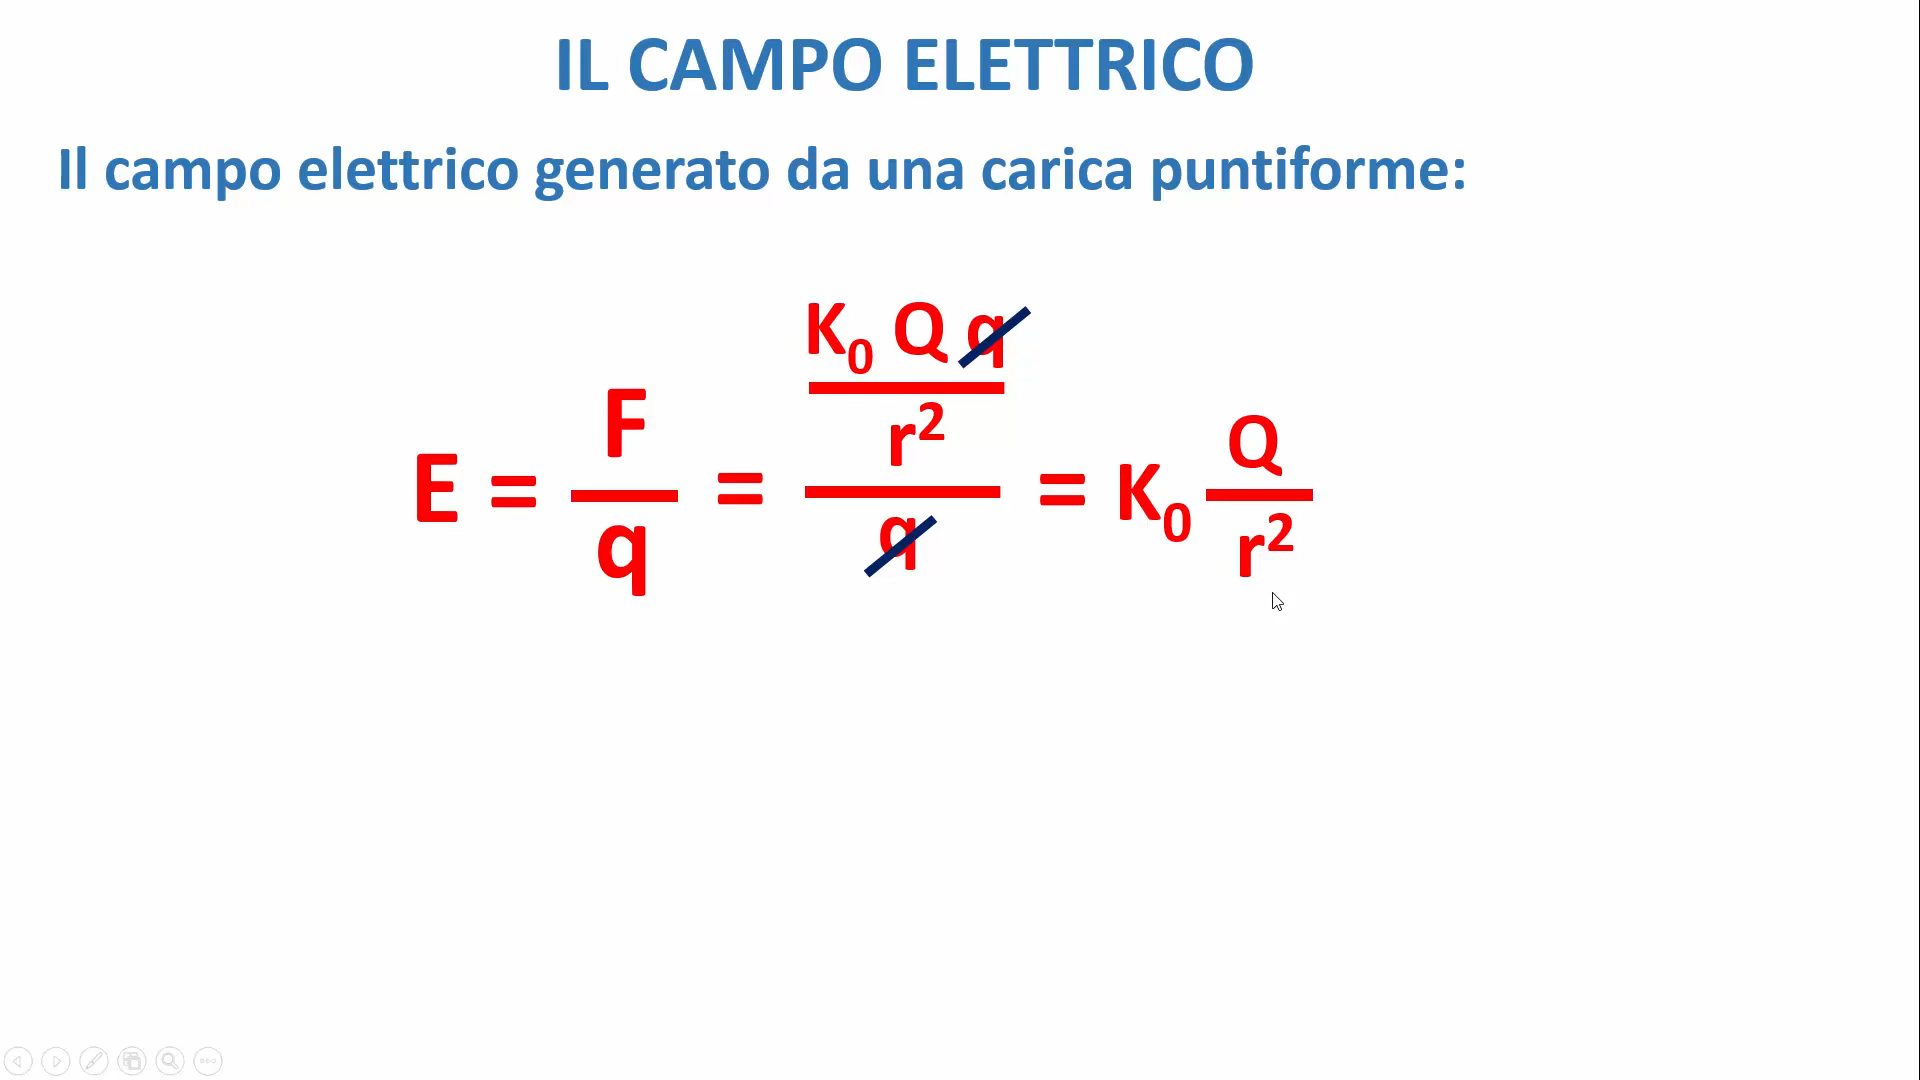 IL CAMPO ELETTRICO
Il campo elettrico generato da una carica puntiforme:
E = F / q = (K₀ Q q / r²) / q = K₀ Q / r²